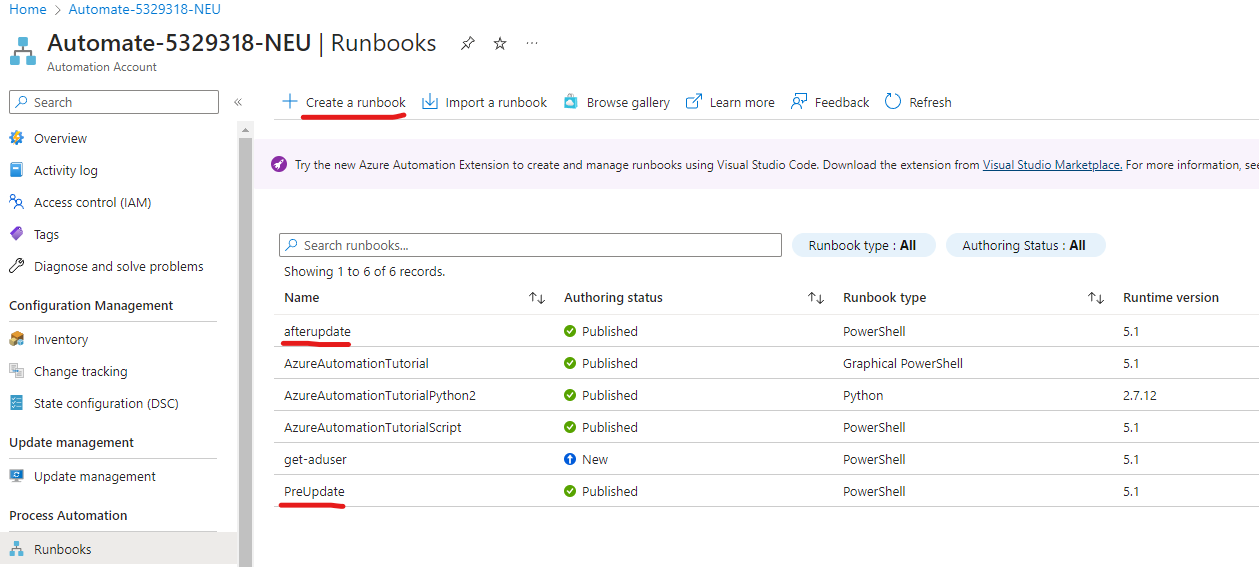 Home > Automate-5329318-NEU
Automate-5329318-NEU | Runbooks ...
Automation Account
Search «
Overview
Activity log
Access control (IAM)
Tags
Diagnose and solve problems
Configuration Management
Inventory
Change tracking
State configuration (DSC)
Update management
Update management
Process Automation
Runbooks
+ Create a runbook Import a runbook Browse gallery Learn more Feedback Refresh
Try the new Azure Automation Extension to create and manage runbooks using Visual Studio Code. Download the extension from Visual Studio Marketplace. For more information, see
Search runbooks... Runbook type : All Authoring Status : All
Showing 1 to 6 of 6 records.
Name Authoring status Runbook type Runtime version
afterupdate Published PowerShell 5.1
AzureAutomationTutorial Published Graphical PowerShell 5.1
AzureAutomationTutorialPython2 Published Python 2.7.12
AzureAutomationTutorialScript Published PowerShell 5.1
get-aduser New PowerShell 5.1
PreUpdate Published PowerShell 5.1